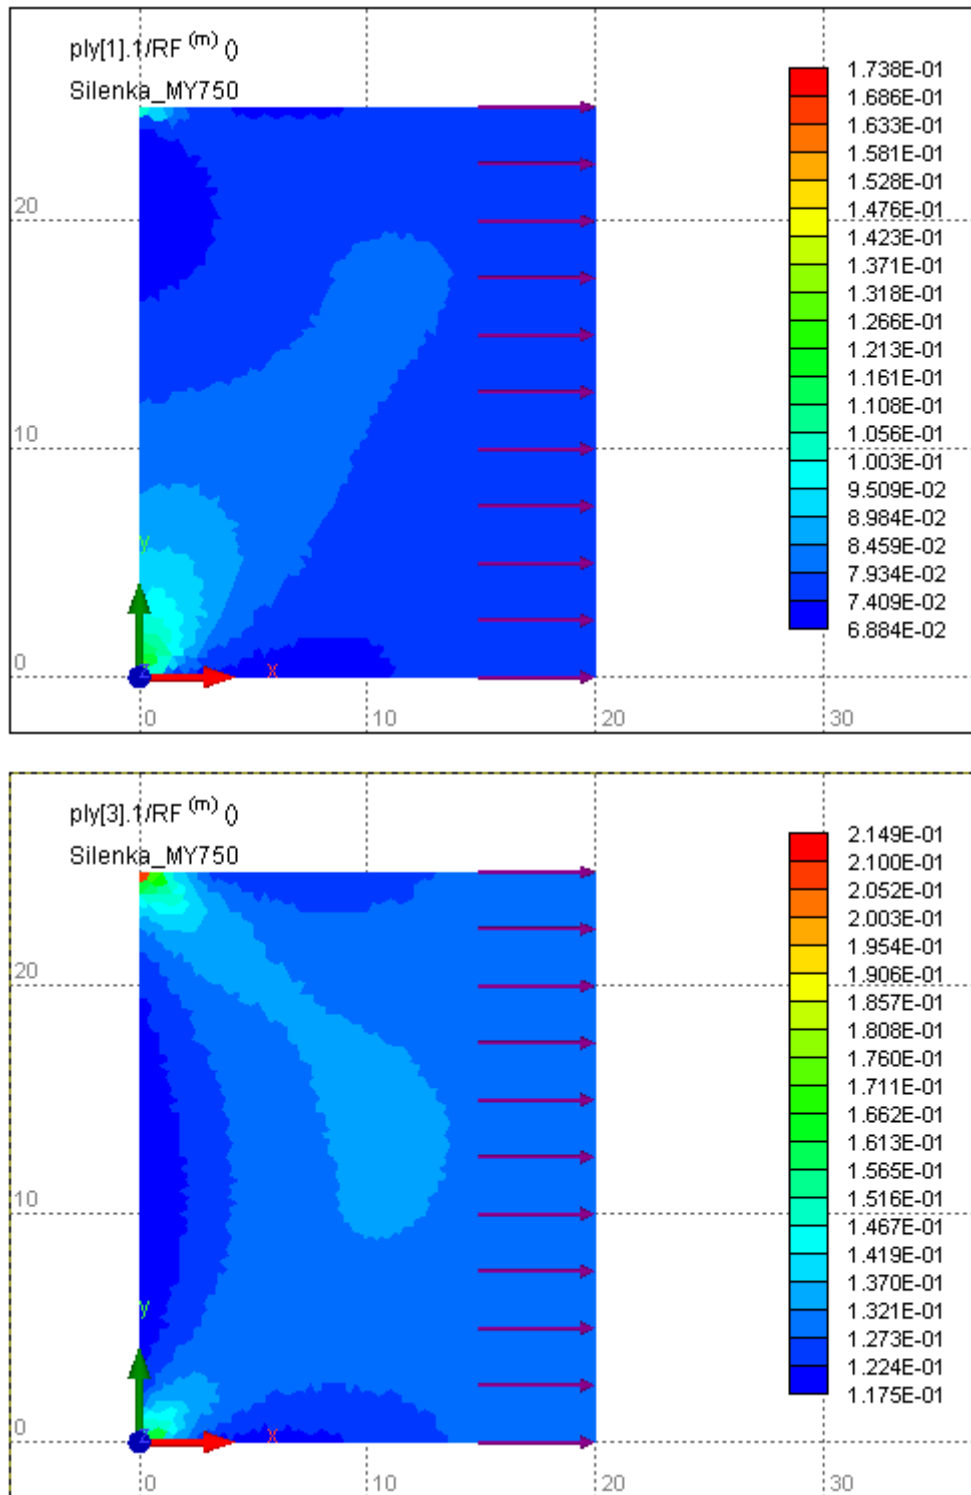 ply[1].1/RF (m) ()
Silenka_MY750
1.738E-01
1.686E-01
1.633E-01
1.581E-01
1.528E-01
1.476E-01
1.423E-01
1.371E-01
1.318E-01
1.266E-01
1.213E-01
1.161E-01
1.108E-01
1.056E-01
1.003E-01
9.509E-02
8.984E-02
8.459E-02
7.934E-02
7.409E-02
6.884E-02
20
10
0
y
z
x
0
10
20
30
ply[3].1/RF (m) ()
Silenka_MY750
2.149E-01
2.100E-01
2.052E-01
2.003E-01
1.954E-01
1.906E-01
1.857E-01
1.808E-01
1.760E-01
1.711E-01
1.662E-01
1.613E-01
1.565E-01
1.516E-01
1.467E-01
1.419E-01
1.370E-01
1.321E-01
1.273E-01
1.224E-01
1.175E-01
20
10
0
y
z
x
0
10
20
30